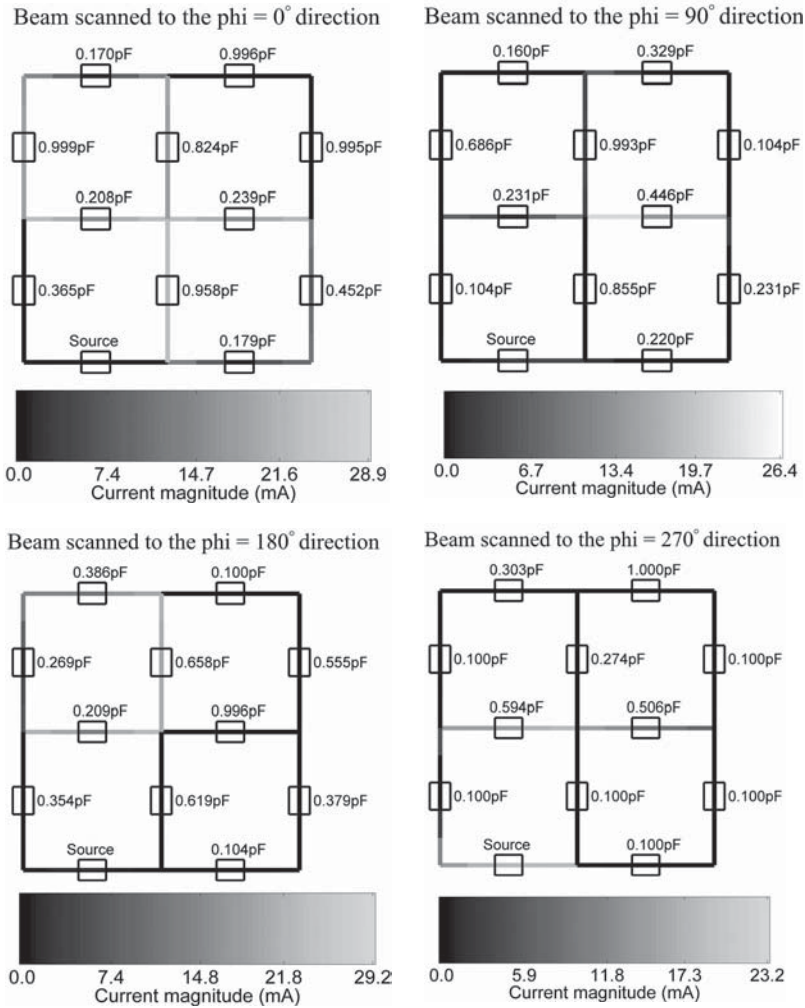 Beam scanned to the phi = 0° direction
0.170pF 0.996pF
0.999pF 0.824pF 0.995pF
0.208pF 0.239pF
0.365pF 0.958pF 0.452pF
Source 0.179pF
0.0 7.4 14.7 21.6 28.9
Current magnitude (mA)
Beam scanned to the phi = 90° direction
0.160pF 0.329pF
0.686pF 0.993pF 0.104pF
0.231pF 0.446pF
0.104pF 0.855pF 0.231pF
Source 0.220pF
0.0 6.7 13.4 19.7 26.4
Current magnitude (mA)
Beam scanned to the phi = 180° direction
0.386pF 0.100pF
0.269pF 0.658pF 0.555pF
0.209pF 0.996pF
0.354pF 0.619pF 0.379pF
Source 0.104pF
0.0 7.4 14.8 21.8 29.2
Current magnitude (mA)
Beam scanned to the phi = 270° direction
0.303pF 1.000pF
0.100pF 0.274pF 0.100pF
0.594pF 0.506pF
0.100pF 0.100pF 0.100pF
Source 0.100pF
0.0 5.9 11.8 17.3 23.2
Current magnitude (mA)